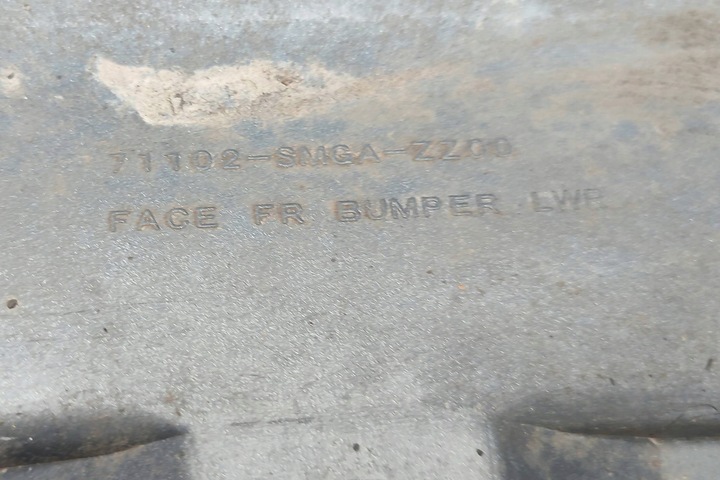 71102-SMGA-ZZ00
FACE FR BUMPER LWR